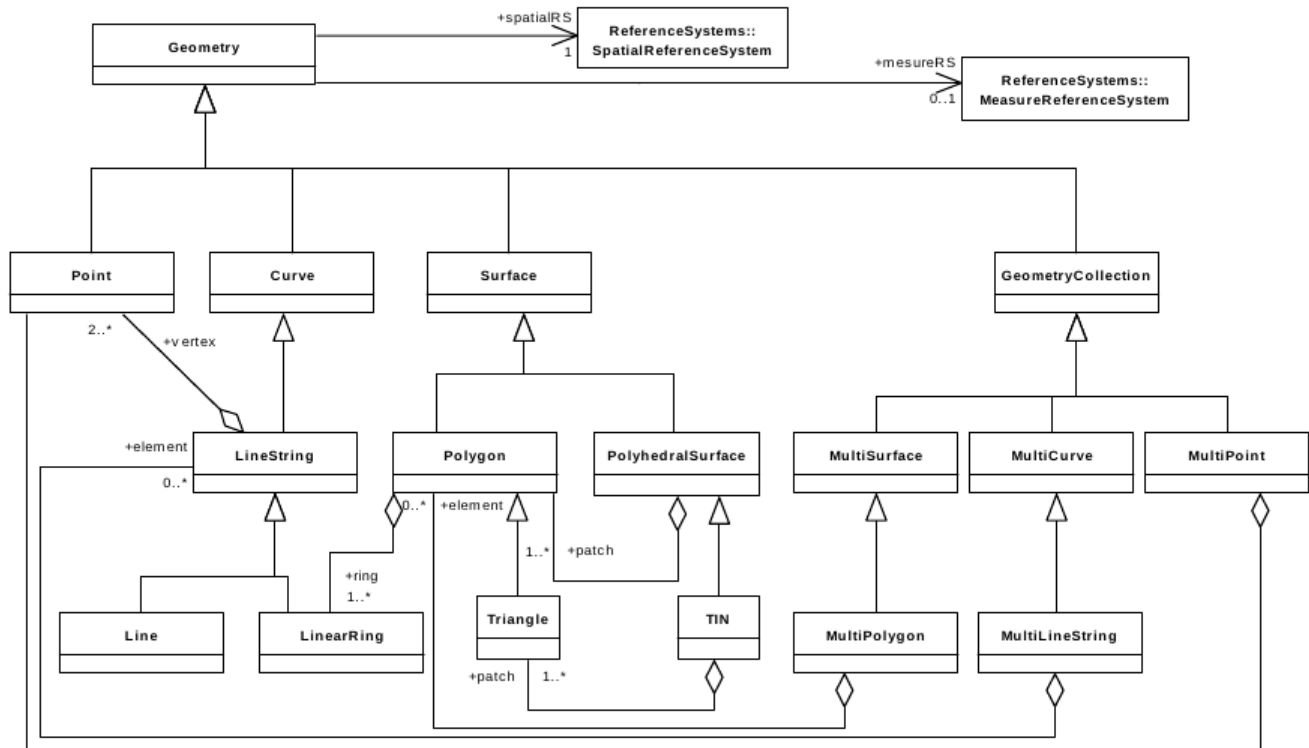 +spatialRS
1
Geometry
ReferenceSystems::
SpatialReferenceSystem
+mesureRS
0..1
ReferenceSystems::
MeasureReferenceSystem
Point
Curve
Surface
GeometryCollection
2..*
+vertex
+element
0..*
LineString
Polygon
PolyhedralSurface
MultiSurface
MultiCurve
MultiPoint
0..*
+element
1..*
+patch
+ring
1..*
Line
LinearRing
Triangle
TIN
MultiPolygon
MultiLineString
+patch
1..*